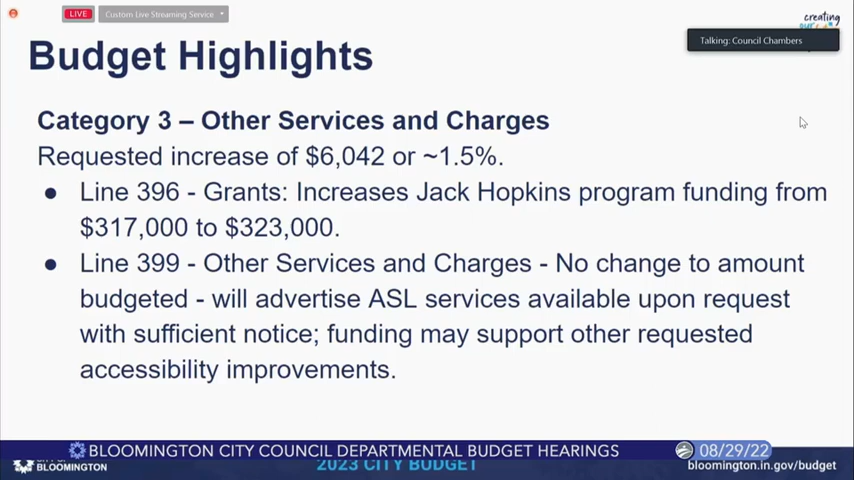 LIVE
Custom Live Streaming Service
creating
Talking: Council Chambers
Budget Highlights
Category 3 – Other Services and Charges
Requested increase of $6,042 or ~1.5%.
● Line 396 - Grants: Increases Jack Hopkins program funding from
$317,000 to $323,000.
● Line 399 - Other Services and Charges - No change to amount
budgeted - will advertise ASL services available upon request
with sufficient notice; funding may support other requested
accessibility improvements.
BLOOMINGTON CITY COUNCIL DEPARTMENTAL BUDGET HEARINGS
08/29/22
BLOOMINGTON
2023 CITY BUDGET
bloomington.in.gov/budget